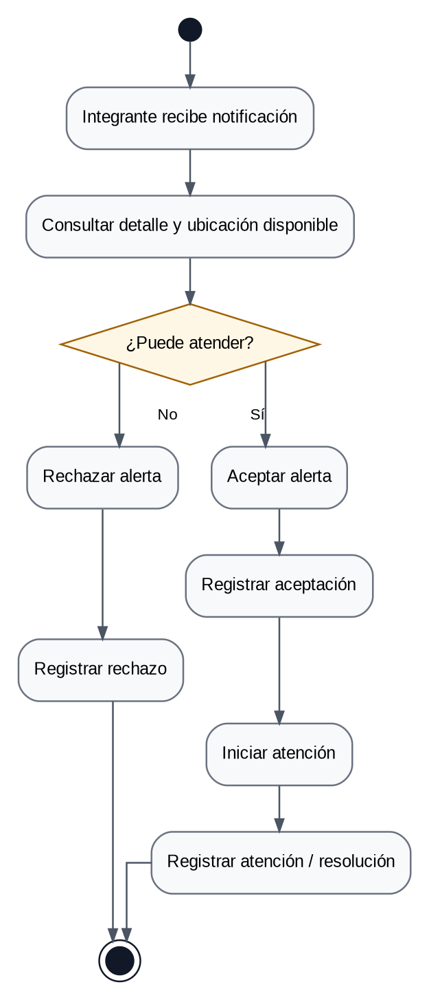 Integrante recibe notificación
Consultar detalle y ubicación disponible
¿Puede atender?
No
Sí
Rechazar alerta
Aceptar alerta
Registrar aceptación
Registrar rechazo
Iniciar atención
Registrar atención / resolución